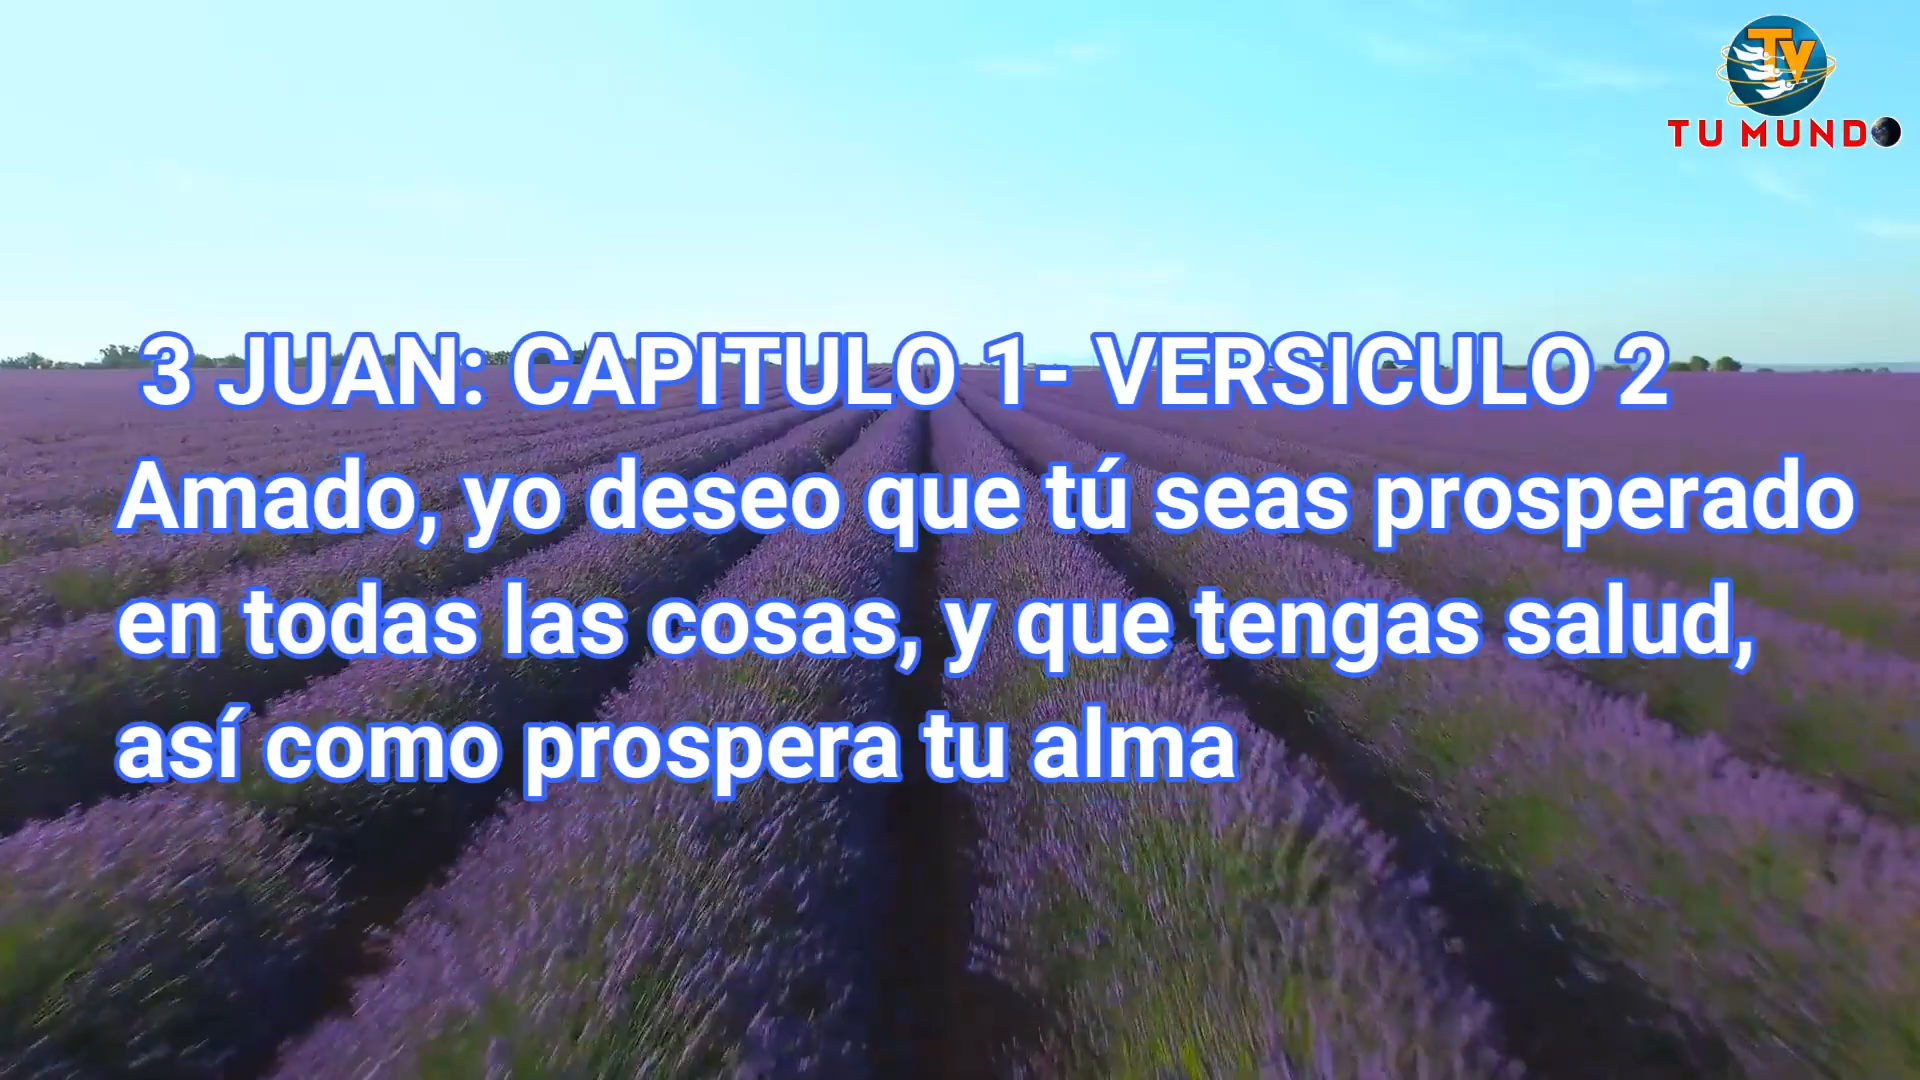 TV
TU MUNDO
3 JUAN: CAPITULO 1- VERSICULO 2
Amado, yo deseo que tú seas prosperado
en todas las cosas, y que tengas salud,
así como prospera tu alma